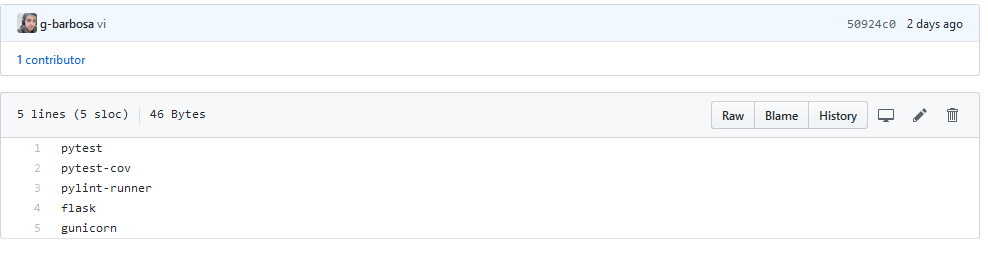 g-barbosa vi 50924c0 2 days ago
1 contributor
5 lines (5 sloc) 46 Bytes Raw Blame History
1 pytest
2 pytest-cov
3 pylint-runner
4 flask
5 gunicorn